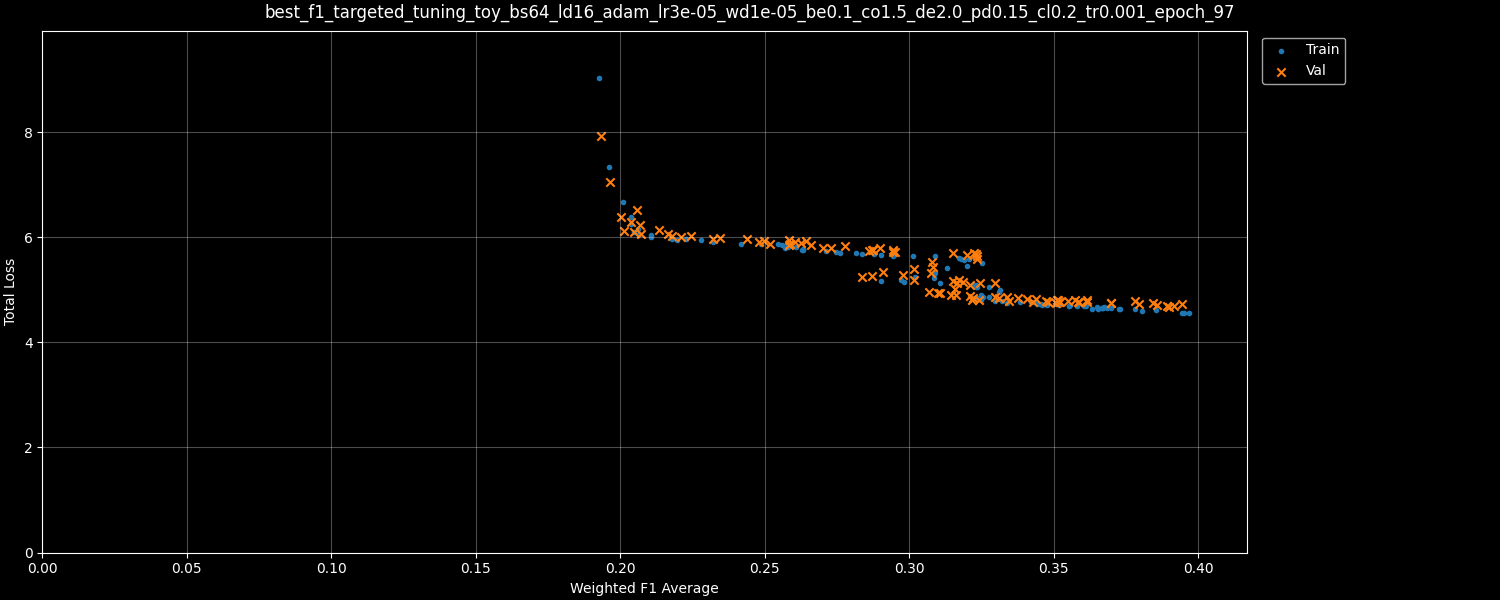 best_f1_targeted_tuning_toy_bs64_ld16_adam_lr3e-05_wd1e-05_be0.1_co1.5_de2.0_pd0.15_cl0.2_tr0.001_epoch_97
Train
Val
8
6
4
2
0
Total Loss
0.00 0.05 0.10 0.15 0.20 0.25 0.30 0.35 0.40
Weighted F1 Average